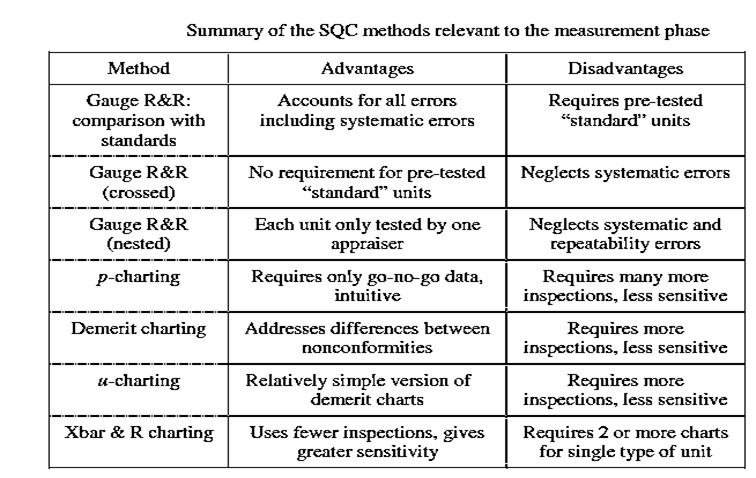 Summary of the SQC methods relevant to the measurement phase
Method Advantages Disadvantages
Gauge R&R:
comparison with
standards
Accounts for all errors
including systematic errors
Requires pre-tested
“standard” units
Gauge R&R
(crossed)
No requirement for pre-tested
“standard” units
Neglects systematic errors
Gauge R&R
(nested)
Each unit only tested by one
appraiser
Neglects systematic and
repeatability errors
p-charting
Requires only go-no-go data,
intuitive
Requires many more
inspections, less sensitive
Demerit charting
Addresses differences between
nonconformities
Requires more
inspections, less sensitive
u-charting
Relatively simple version of
demerit charts
Requires more
inspections, less sensitive
Xbar & R charting
Uses fewer inspections, gives
greater sensitivity
Requires 2 or more charts
for single type of unit